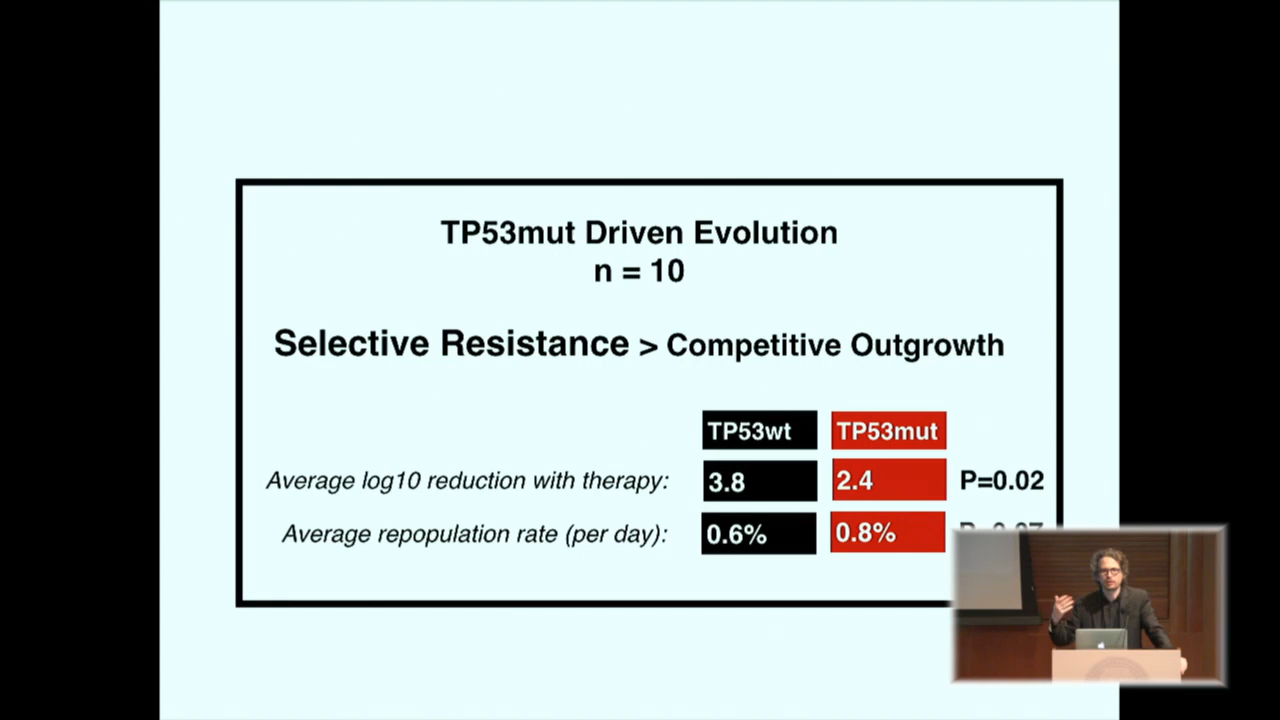 TP53mut Driven Evolution
n = 10
Selective Resistance > Competitive Outgrowth
TP53wt TP53mut
Average log10 reduction with therapy: 3.8 2.4 P=0.02
Average repopulation rate (per day): 0.6% 0.8%